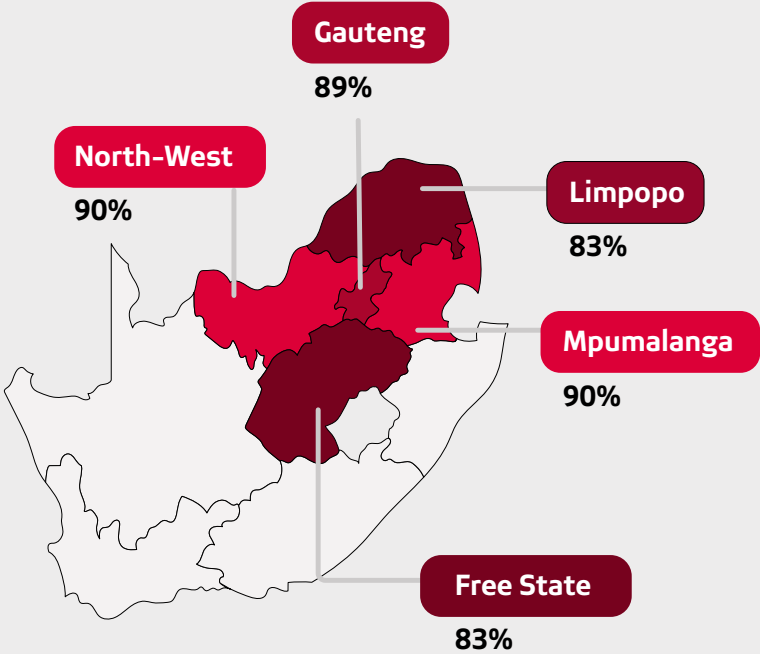 Gauteng
89%
North-West
90%
Limpopo
83%
Mpumalanga
90%
Free State
83%